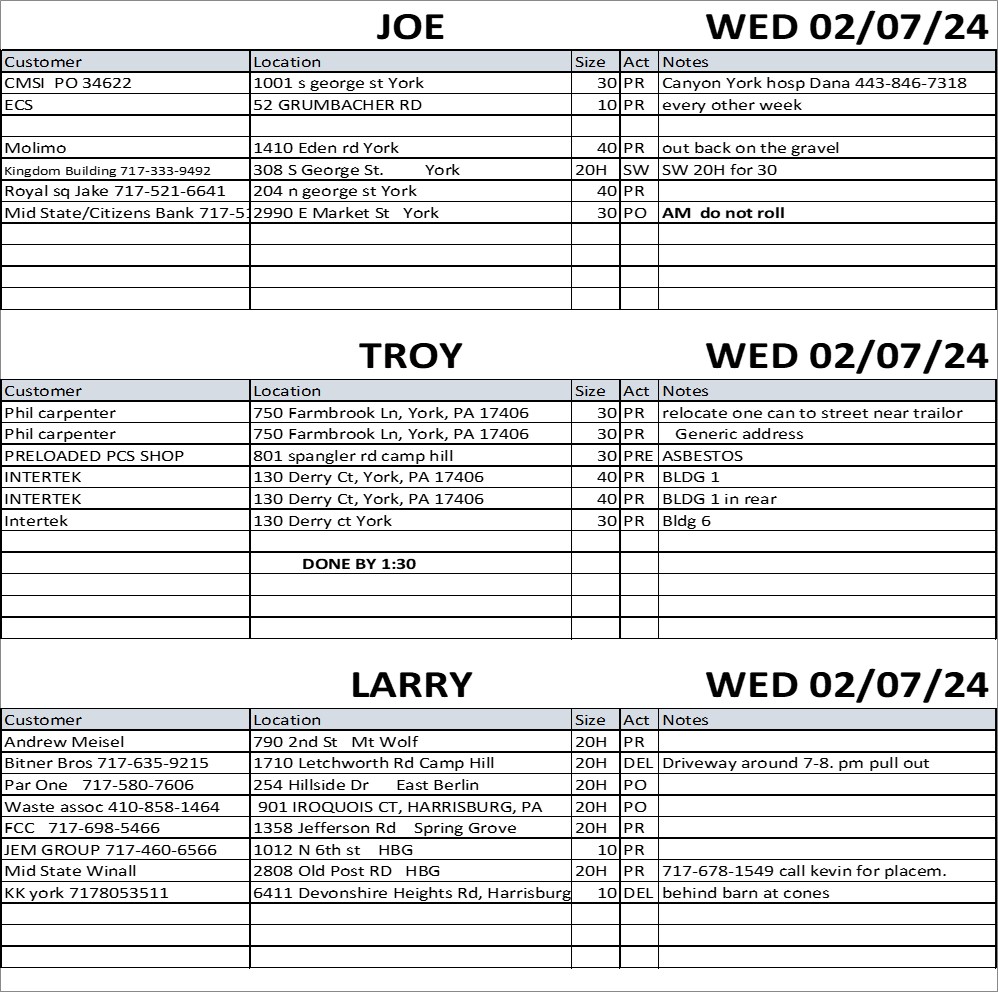 JOE WED 02/07/24
Customer Location Size Act Notes
CMSI PO 34622 1001 s george st York 30 PR Canyon York hosp Dana 443-846-7318
ECS 52 GRUMBACHER RD 10 PR every other week
Molimo 1410 Eden rd York 40 PR out back on the gravel
Kingdom Building 717-333-9492 308 S George St. York 20H SW SW 20H for 30
Royal sq Jake 717-521-6641 204 n george st York 40 PR
Mid State/Citizens Bank 717-51 2990 E Market St York 30 PO AM do not roll
TROY WED 02/07/24
Customer Location Size Act Notes
Phil carpenter 750 Farmbrook Ln, York, PA 17406 30 PR relocate one can to street near trailor
Phil carpenter 750 Farmbrook Ln, York, PA 17406 30 PR Generic address
PRELOADED PCS SHOP 801 spangler rd camp hill 30 PRE ASBESTOS
INTERTEK 130 Derry Ct, York, PA 17406 40 PR BLDG 1
INTERTEK 130 Derry Ct, York, PA 17406 40 PR BLDG 1 in rear
Intertek 130 Derry ct York 30 PR Bldg 6
DONE BY 1:30
LARRY WED 02/07/24
Customer Location Size Act Notes
Andrew Meisel 790 2nd St Mt Wolf 20H PR
Bitner Bros 717-635-9215 1710 Letchworth Rd Camp Hill 20H DEL Driveway around 7-8. pm pull out
Par One 717-580-7606 254 Hillside Dr East Berlin 20H PO
Waste assoc 410-858-1464 901 IROQUOIS CT, HARRISBURG, PA 20H PO
FCC 717-698-5466 1358 Jefferson Rd Spring Grove 20H PR
JEM GROUP 717-460-6566 1012 N 6th st HBG 10 PR
Mid State Winall 2808 Old Post RD HBG 20H PR 717-678-1549 call kevin for placem.
KK york 7178053511 6411 Devonshire Heights Rd, Harrisburg 10 DEL behind barn at cones